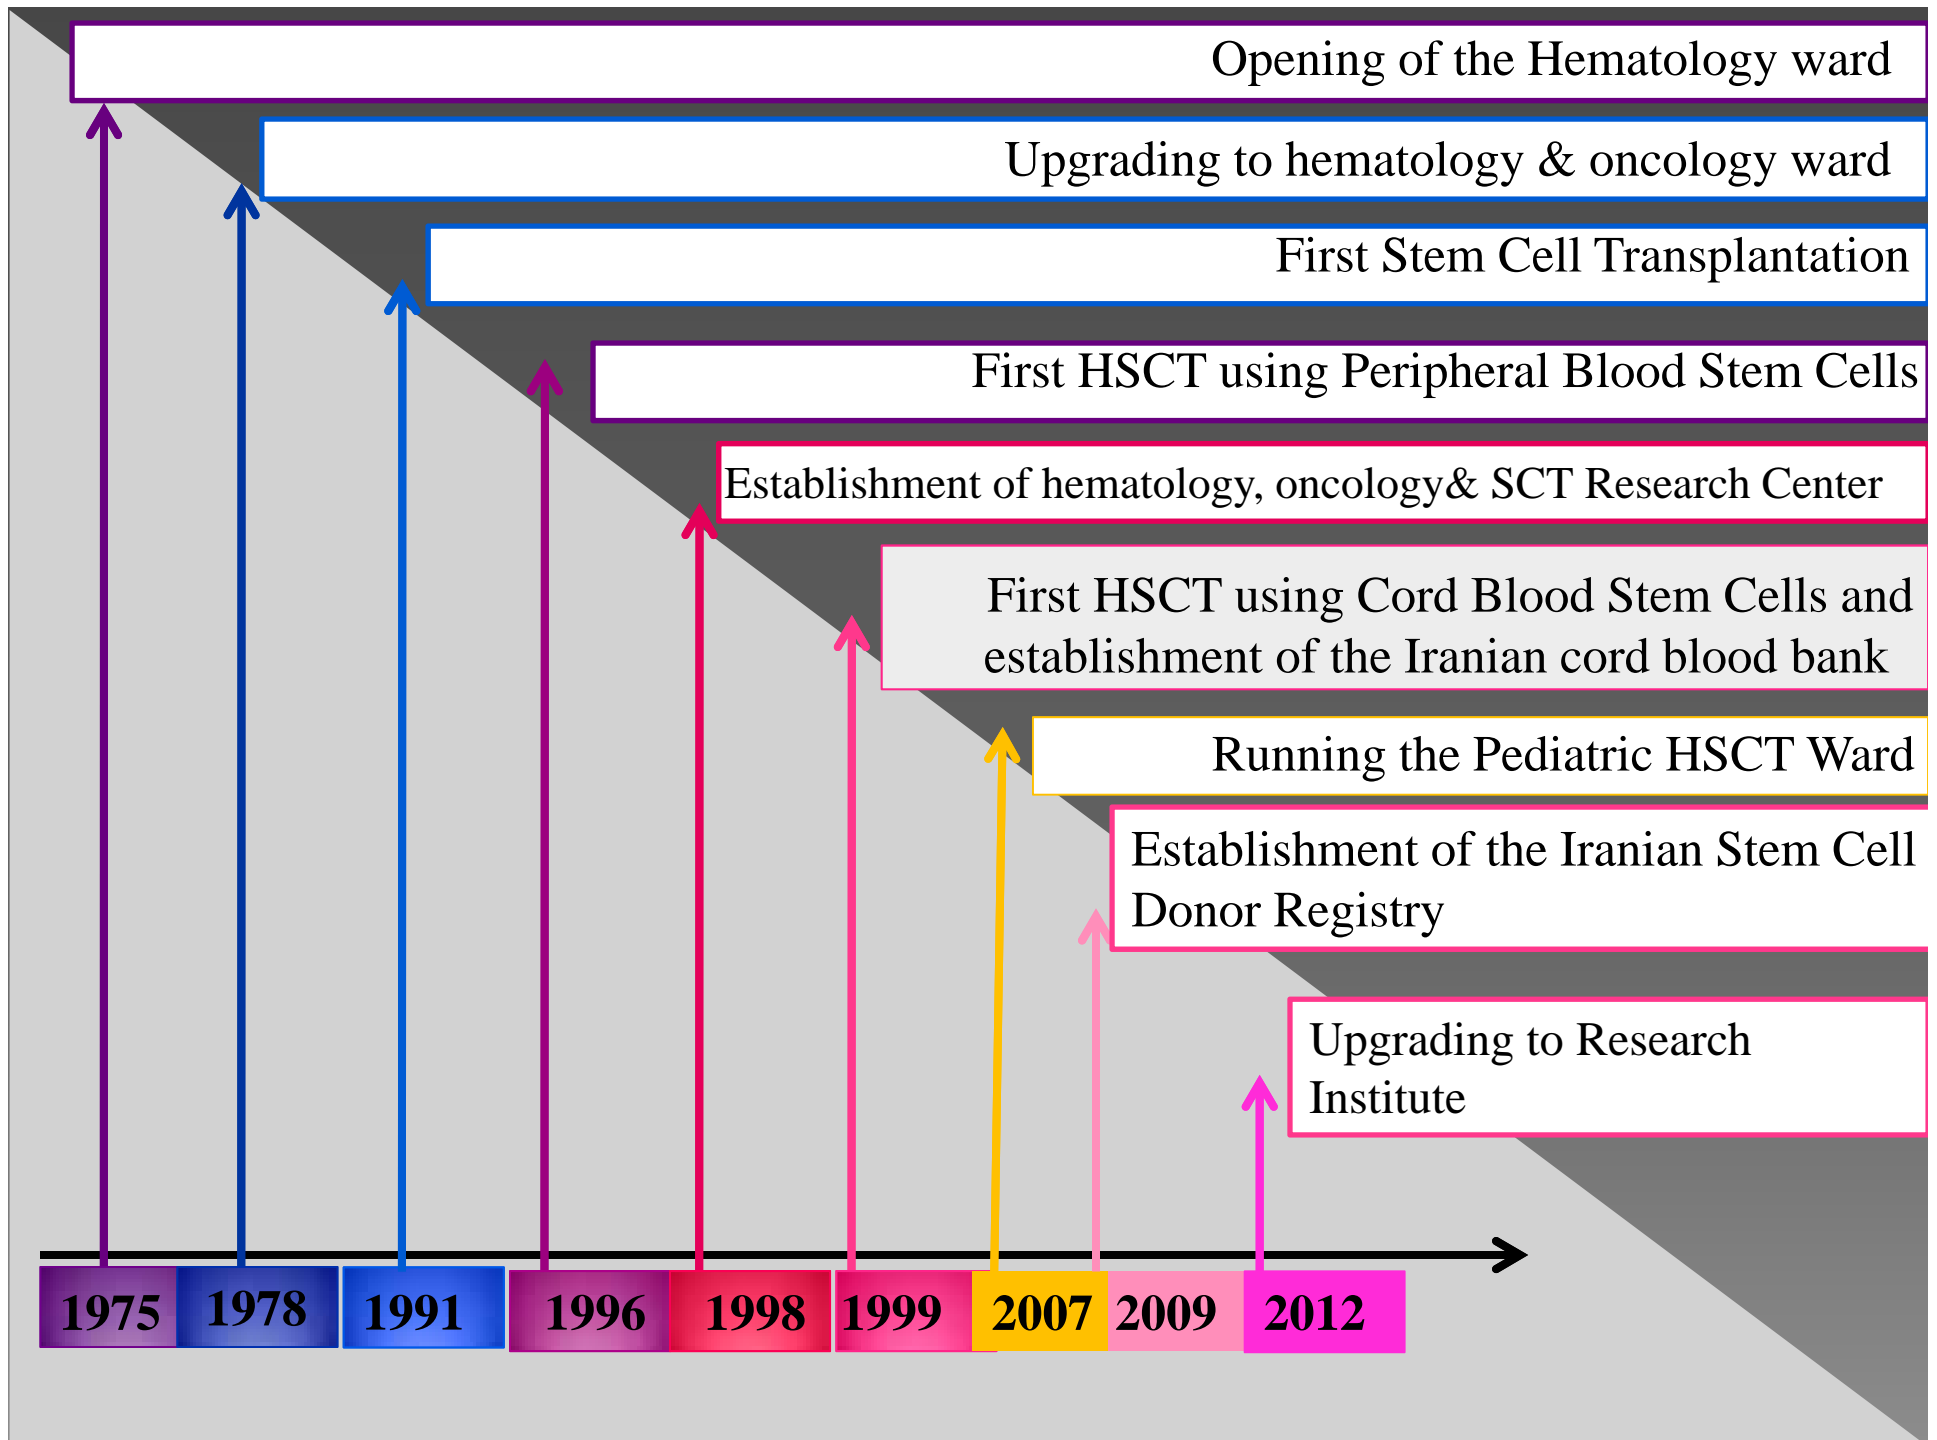 Opening of the Hematology ward
Upgrading to hematology & oncology ward
First Stem Cell Transplantation
First HSCT using Peripheral Blood Stem Cells
Establishment of hematology, oncology& SCT Research Center
First HSCT using Cord Blood Stem Cells and
establishment of the Iranian cord blood bank
Running the Pediatric HSCT Ward
Establishment of the Iranian Stem Cell
Donor Registry
Upgrading to Research
Institute
1975 1978 1991 1996 1998 1999 2007 2009 2012